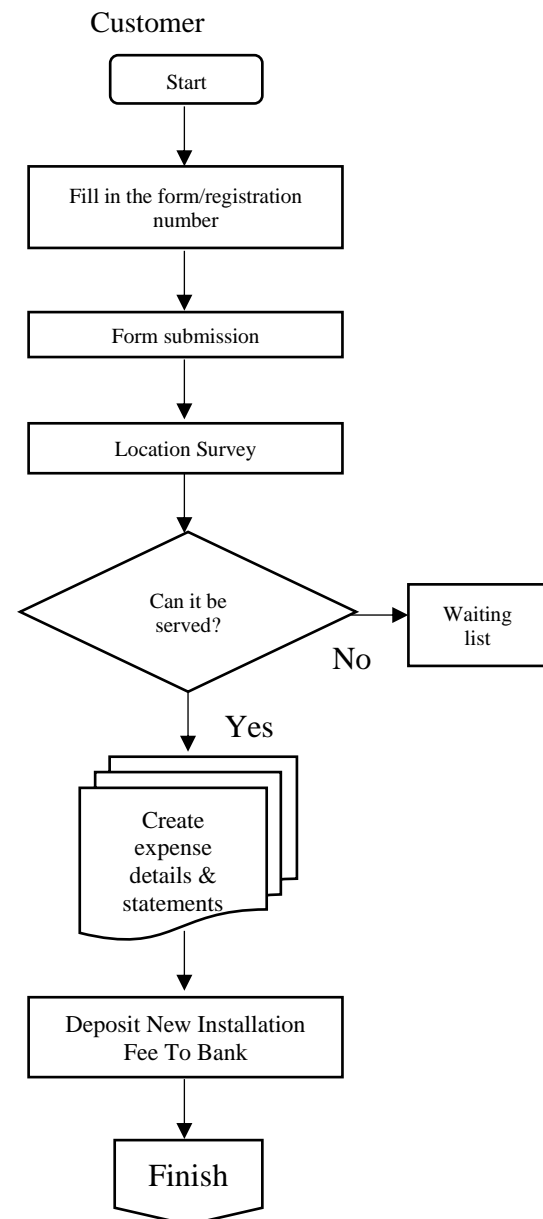 Customer
Start
Fill in the form/registration
number
Form submission
Location Survey
Can it be
served?
Waiting
list
No
Yes
Create
expense
details &
statements
Deposit New Installation
Fee To Bank
Finish